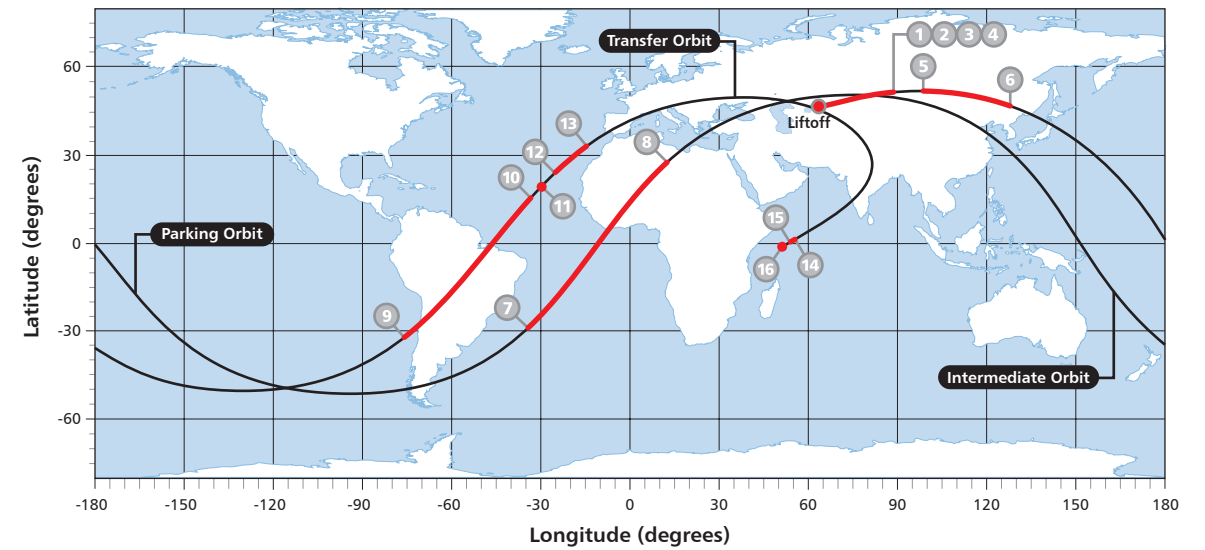 Transfer Orbit
1 2 3 4
5
6
60
Liftoff
13
8
12
30
10
11
15
Parking Orbit
0
14
16
7
9
-30
Intermediate Orbit
-60
Latitude (degrees)
-180 -150 -120 -90 -60 -30 0 30 60 90 120 150 180
Longitude (degrees)